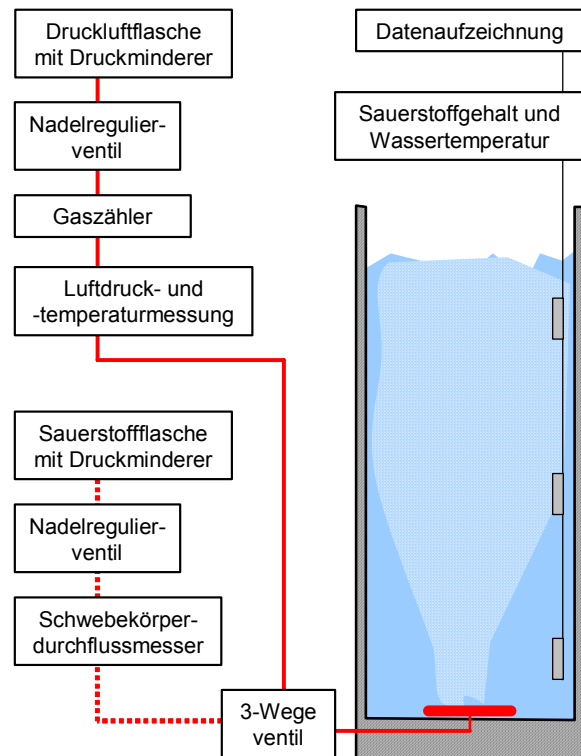 Druckluftflasche
mit Druckminderer
Nadelregulier-
ventil
Gaszähler
Luftdruck- und
-temperaturmessung
Sauerstoffflasche
mit Druckminderer
Nadelregulier-
ventil
Schwebekörper-
durchflussmesser
3-Wege
ventil
Datenaufzeichnung
Sauerstoffgehalt und
Wassertemperatur